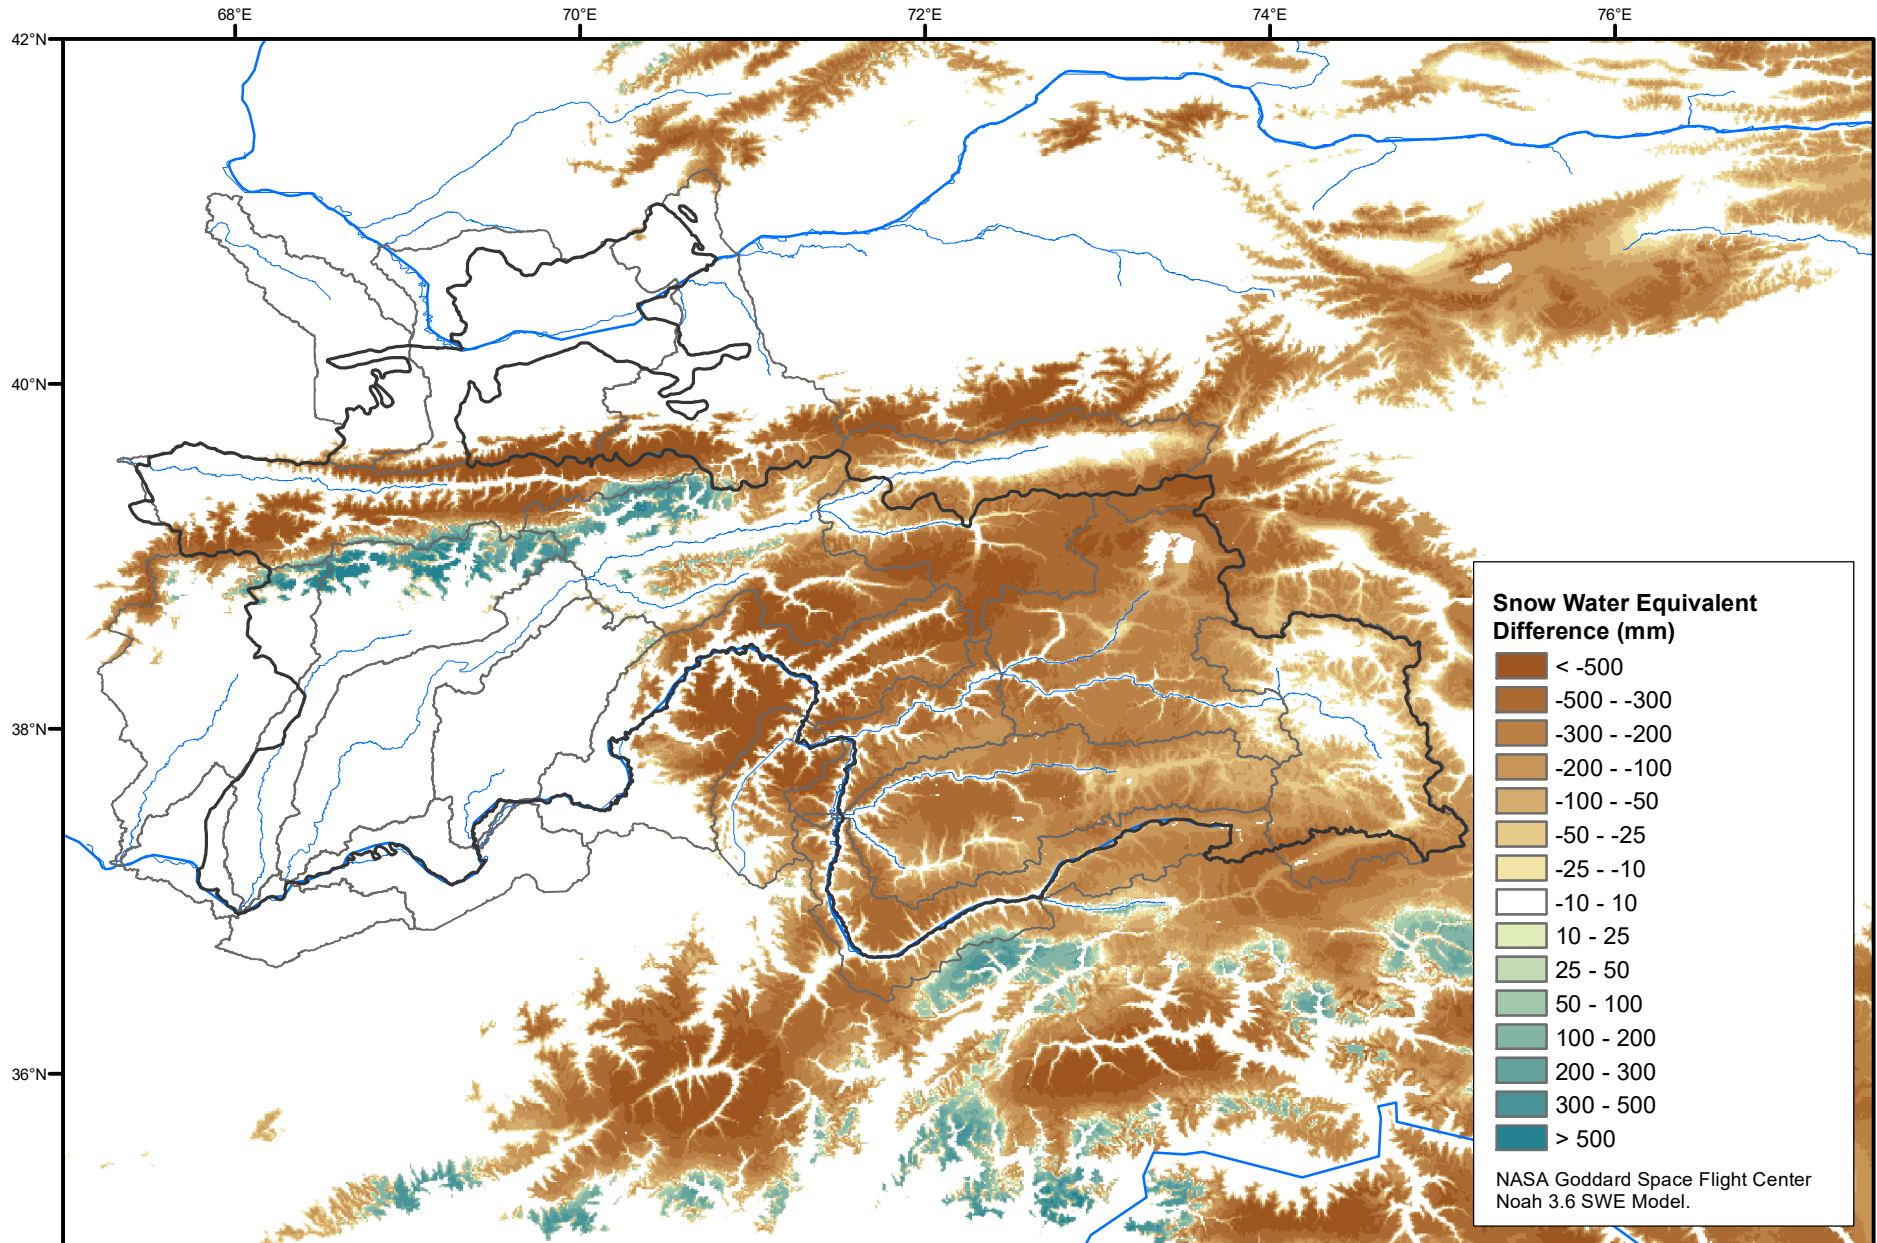 68°E 70°E 72°E 74°E 76°E
42°N
40°N
38°N
36°N
Snow Water Equivalent
Difference (mm)
< -500
-500 - -300
-300 - -200
-200 - -100
-100 - -50
-50 - -25
-25 - -10
-10 - 10
10 - 25
25 - 50
50 - 100
100 - 200
200 - 300
300 - 500
> 500
NASA Goddard Space Flight Center
Noah 3.6 SWE Model.